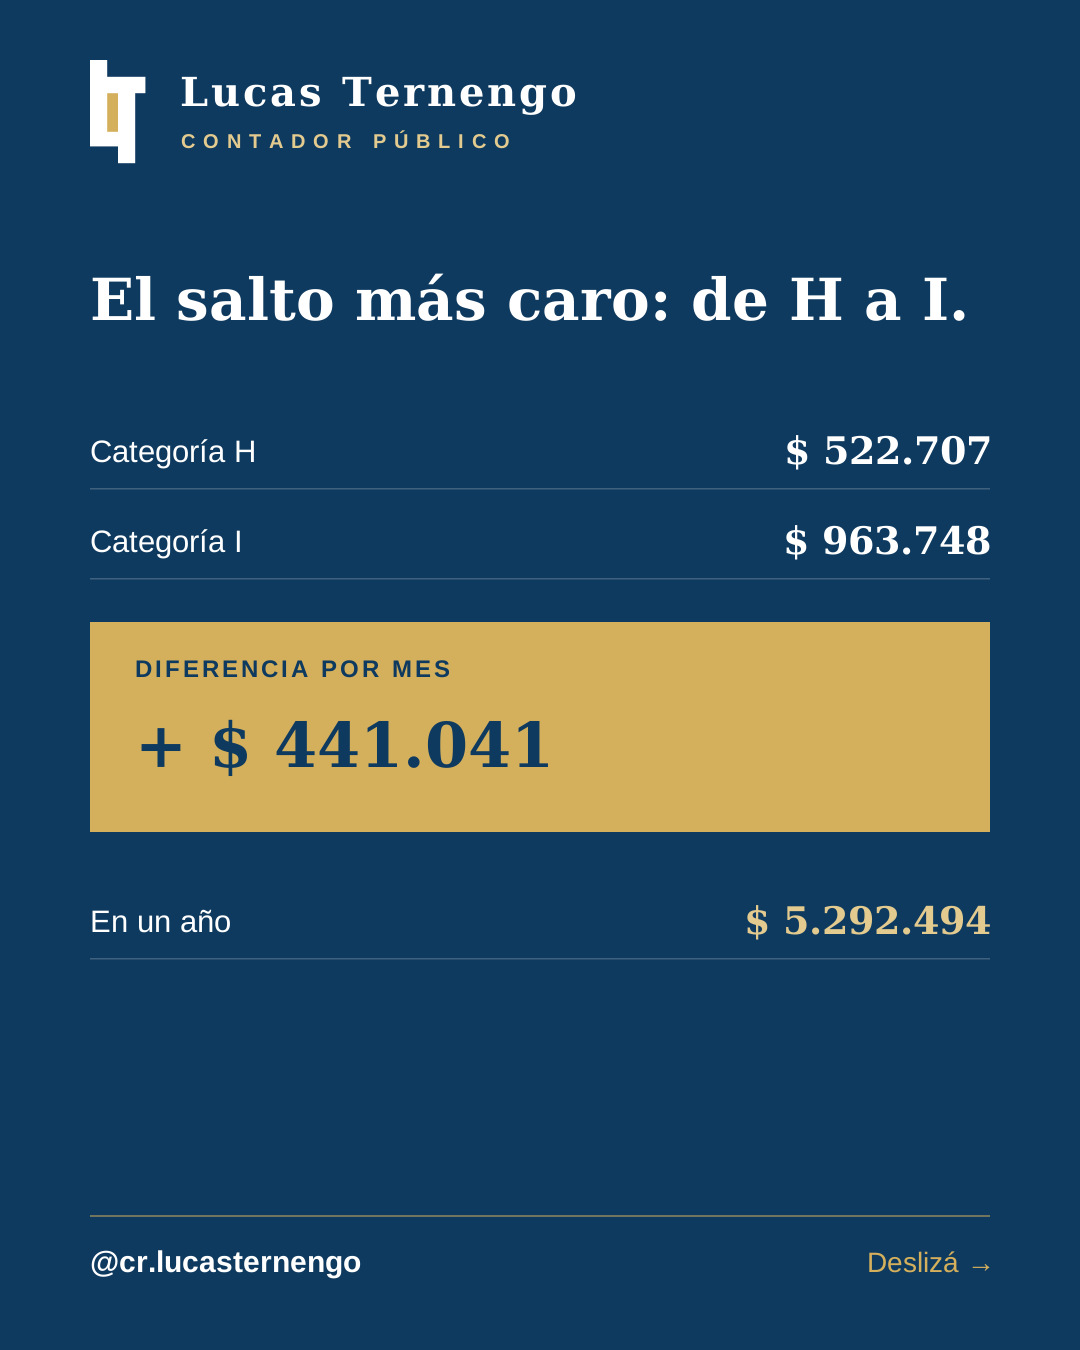 Lucas Ternengo
CONTADOR PÚBLICO
El salto más caro: de H a I.
Categoría H $ 522.707
Categoría I $ 963.748
DIFERENCIA POR MES
+ $ 441.041
En un año $ 5.292.494
@cr.lucasternengo Deslizá →